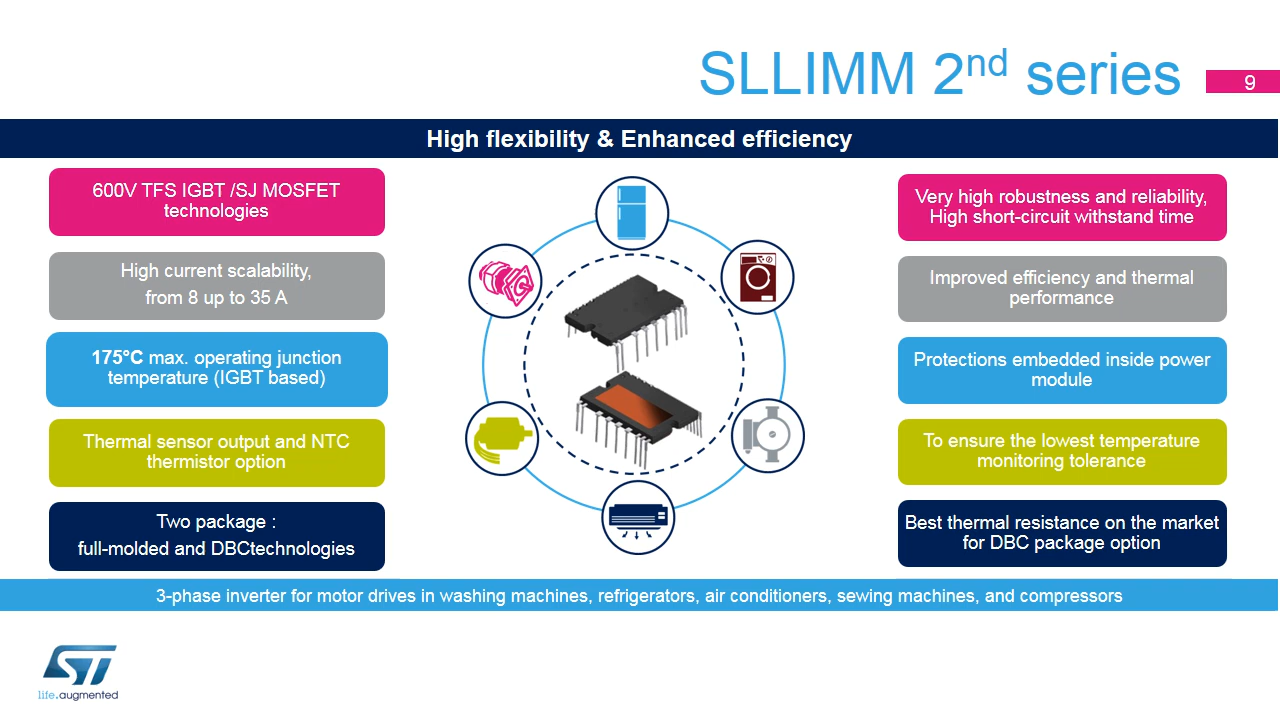 SLLIMM 2nd series
9
High flexibility & Enhanced efficiency
600V TFS IGBT /SJ MOSFET
technologies
High current scalability,
from 8 up to 35 A
175°C max. operating junction
temperature (IGBT based)
Thermal sensor output and NTC
thermistor option
Two package :
full-molded and DBCtechnologies
Very high robustness and reliability,
High short-circuit withstand time
Improved efficiency and thermal
performance
Protections embedded inside power
module
To ensure the lowest temperature
monitoring tolerance
Best thermal resistance on the market
for DBC package option
3-phase inverter for motor drives in washing machines, refrigerators, air conditioners, sewing machines, and compressors
ST
life.augmented